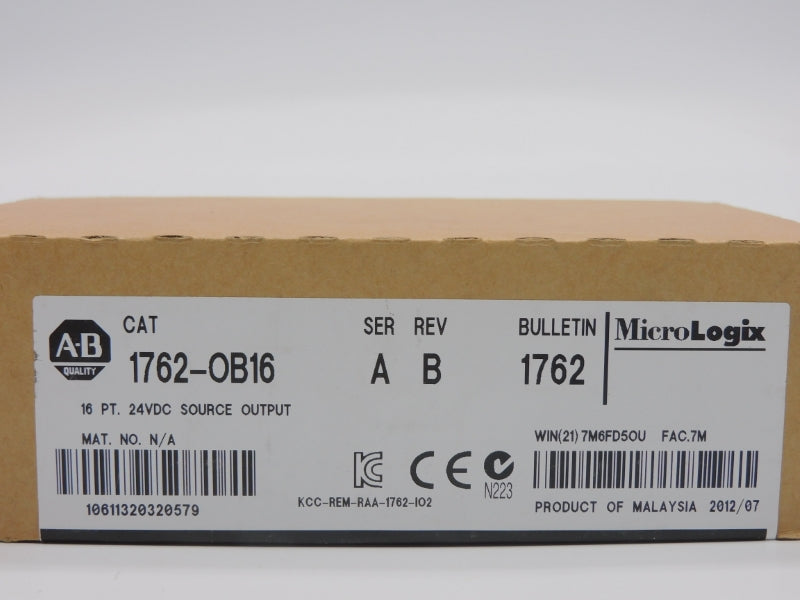 A-B
QUALITY
CAT
1762-OB16
SER REV
A B
BULLETIN
1762
MicroLogix
16 PT. 24VDC SOURCE OUTPUT
MAT. NO. N/A
10611320320579
KCC-REM-RAA-1762-IO2
CE
N223
WIN(21) 7M6FD5OU FAC.7M
PRODUCT OF MALAYSIA 2012/07